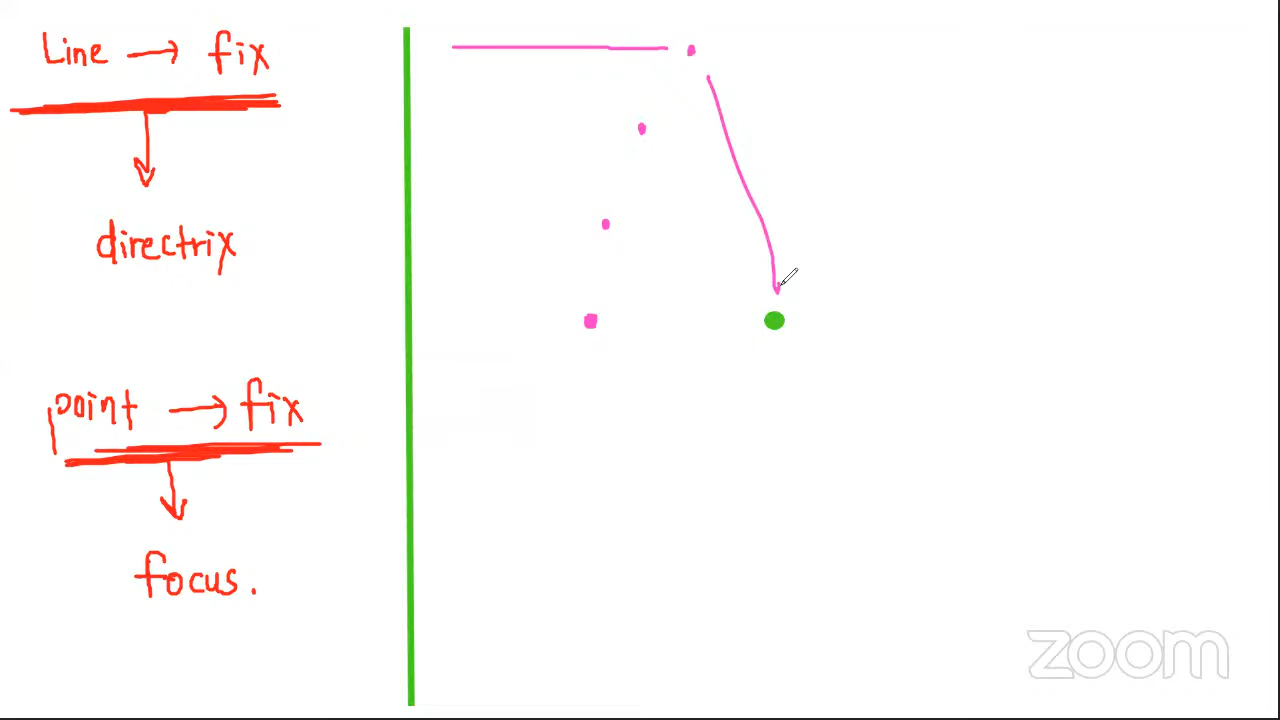 Line → fix
directrix
point → fix
focus.
zoom